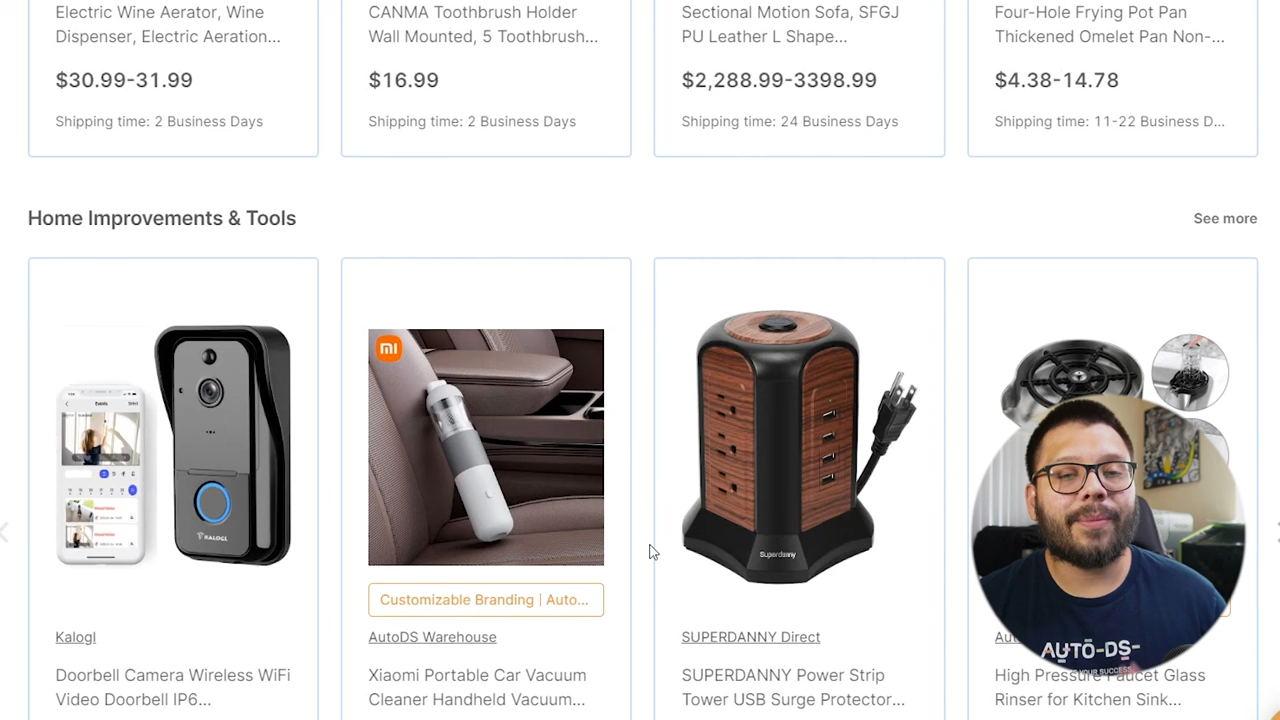 Electric Wine Aerator, Wine
Dispenser, Electric Aeration...
$30.99-31.99
Shipping time: 2 Business Days
CANMA Toothbrush Holder
Wall Mounted, 5 Toothbrush...
$16.99
Shipping time: 2 Business Days
Sectional Motion Sofa, SFGJ
PU Leather L Shape...
$2,288.99-3398.99
Shipping time: 24 Business Days
Four-Hole Frying Pot Pan
Thickened Omelet Pan Non-...
$4.38-14.78
Shipping time: 11-22 Business D...
Home Improvements & Tools
See more
KALOGL
Kalogl
Doorbell Camera Wireless WiFi
Video Doorbell IP6...
mi
Customizable Branding | Auto...
AutoDS Warehouse
Xiaomi Portable Car Vacuum
Cleaner Handheld Vacuum...
Superdanny
SUPERDANNY Direct
SUPERDANNY Power Strip
Tower USB Surge Protector...
AUTO-DS-
YOUR SUCCESS
High Pressure Faucet Glass
Rinser for Kitchen Sink...